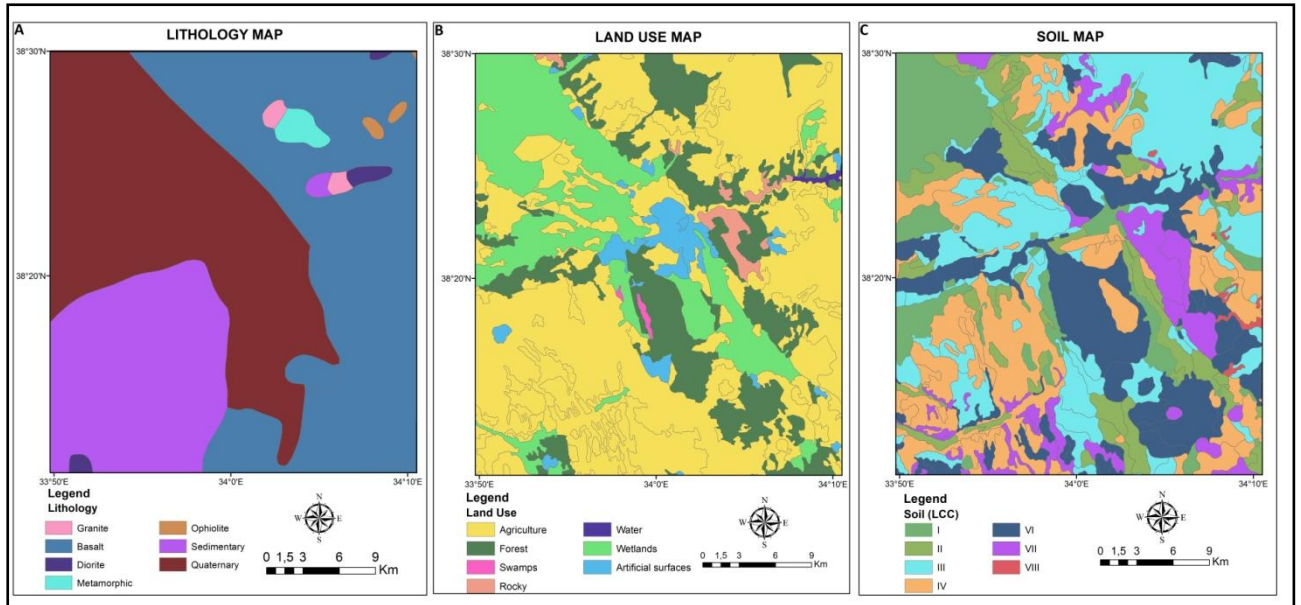 A
LITHOLOGY MAP
38°30'N
38°20'N
33°50'E
34°0'E
34°10'E
Legend
Lithology
Granite
Basalt
Diorite
Metamorphic
Ophiolite
Sedimentary
Quaternary
N
W E
S
0 1,5 3 6 9
Km
B
LAND USE MAP
38°30'N
38°20'N
33°50'E
34°0'E
34°10'E
Legend
Land Use
Agriculture
Forest
Swamps
Rocky
Water
Wetlands
Artificial surfaces
N
W E
S
0 1,5 3 6 9
Km
C
SOIL MAP
38°30'N
38°20'N
33°50'E
34°0'E
34°10'E
Legend
Soil (LCC)
I
II
III
IV
VI
VII
VIII
N
W E
S
0 1,5 3 6 9
Km